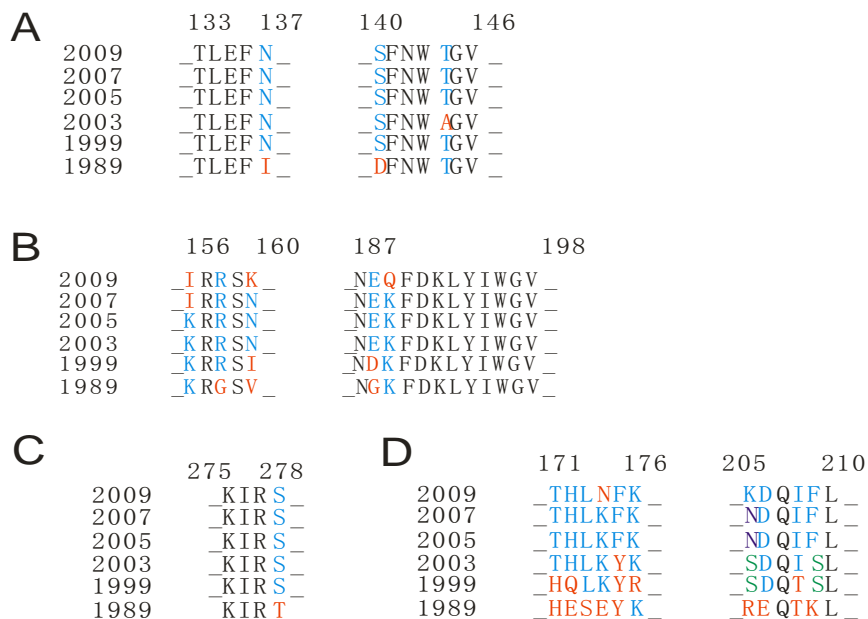 A 133 137 140 146
2009 _TLEFN_ _SFNWTGV_
2007 _TLEFN_ _SFNWTGV_
2005 _TLEFN_ _SFNWTGV_
2003 _TLEFN_ _SFNWAGV_
1999 _TLEFN_ _SFNWTGV_
1989 _TLEFI_ _DFNWTGV_
B 156 160 187 198
2009 _IRRSK_ _NEQFDKLYIWGV_
2007 _IRRSN_ _NEKFDKLYIWGV_
2005 _KRRSN_ _NEKFDKLYIWGV_
2003 _KRRSN_ _NEKFDKLYIWGV_
1999 _KRRSI_ _NDKFDKLYIWGV_
1989 _KRGSV_ _NGKFDKLYIWGV_
C 275 278
2009 _KIRS_
2007 _KIRS_
2005 _KIRS_
2003 _KIRS_
1999 _KIRS_
1989 _KIRT_
D 171 176 205 210
2009 _THLNFK_ _KDQIFL_
2007 _THLKFK_ _NDQIFL_
2005 _THLKFK_ _NDQIFL_
2003 _THLKYK_ _SDQISL_
1999 _HQLKYR_ _SDQTSL_
1989 _HESEYK_ _REQTKL_